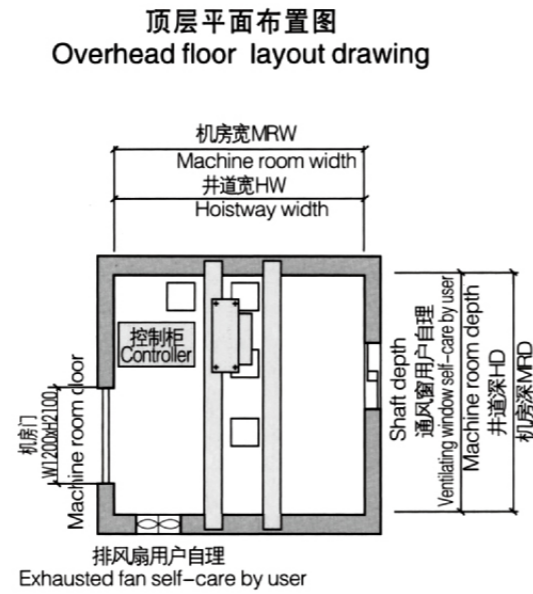 顶层平面布置图
Overhead floor layout drawing
机房宽MRW
Machine room width
井道宽HW
Hoistway width
控制柜
Controller
机房门
W1200xH2100
Machine room door
Shaft depth
通风窗用户自理
Ventilating window self-care by user
Machine room depth
井道深HD
机房深MRD
排风扇用户自理
Exhausted fan self-care by user